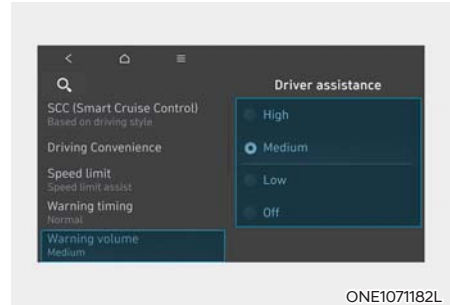 Driver assistance
SCC (Smart Cruise Control)
Based on driving style
Driving Convenience
Speed limit
Speed limit assist
Warning timing
Normal
Warning volume
Medium
High
Medium
Low
Off
ONE1071182L